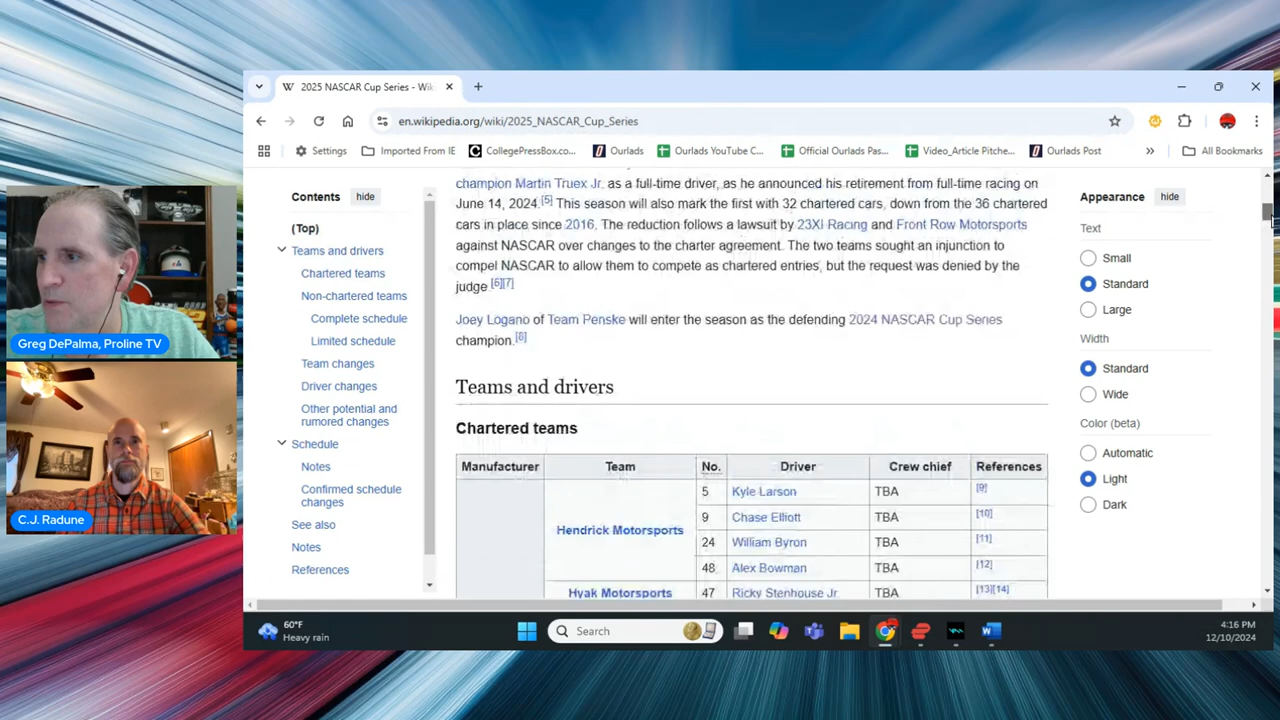 2025 NASCAR Cup Series - Wiki
en.wikipedia.org/wiki/2025_NASCAR_Cup_Series
Settings
Imported From IE
CollegePressBox.co...
Ourlads
Ourlads YouTube C...
Official Ourlads Pas...
Video_Article Pitche...
Ourlads Post
All Bookmarks
Contents
hide
(Top)
Teams and drivers
Chartered teams
Non-chartered teams
Complete schedule
Limited schedule
Team changes
Driver changes
Other potential and
rumored changes
Schedule
Notes
Confirmed schedule
changes
See also
Notes
References
champion Martin Truex Jr. as a full-time driver, as he announced his retirement from full-time racing on
June 14, 2024.[5] This season will also mark the first with 32 chartered cars, down from the 36 chartered
cars in place since 2016. The reduction follows a lawsuit by 23XI Racing and Front Row Motorsports
against NASCAR over changes to the charter agreement. The two teams sought an injunction to
compel NASCAR to allow them to compete as chartered entries, but the request was denied by the
judge.[6][7]
Joey Logano of Team Penske will enter the season as the defending 2024 NASCAR Cup Series
champion.[8]
Teams and drivers
Chartered teams
Manufacturer Team No. Driver Crew chief References
5 Kyle Larson TBA [9]
9 Chase Elliott TBA [10]
Hendrick Motorsports
24 William Byron TBA [11]
48 Alex Bowman TBA [12]
Hyak Motorsports 47 Ricky Stenhouse Jr. TBA [13][14]
Appearance
hide
Text
Small
Standard
Large
Width
Standard
Wide
Color (beta)
Automatic
Light
Dark
Greg DePalma, Proline TV
C.J. Radune
60°F
Heavy rain
Search
4:16 PM
12/10/2024